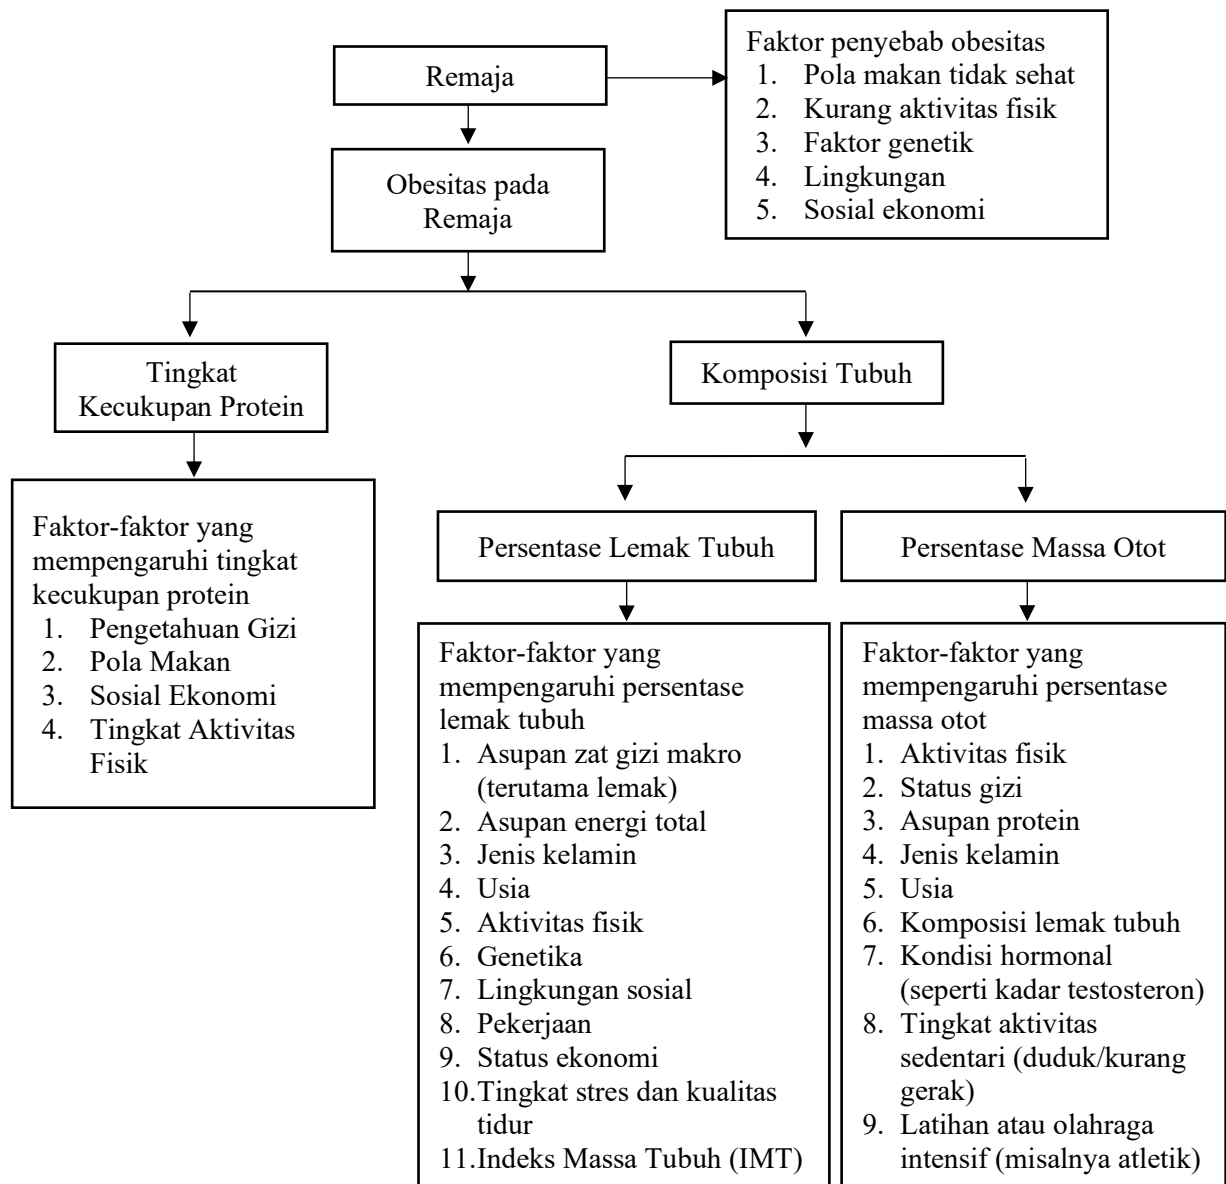 Remaja
Faktor penyebab obesitas
1. Pola makan tidak sehat
2. Kurang aktivitas fisik
3. Faktor genetik
4. Lingkungan
5. Sosial ekonomi
Obesitas pada
Remaja
Tingkat
Kecukupan Protein
Komposisi Tubuh
Faktor-faktor yang
mempengaruhi tingkat
kecukupan protein
1. Pengetahuan Gizi
2. Pola Makan
3. Sosial Ekonomi
4. Tingkat Aktivitas
Fisik
Persentase Lemak Tubuh
Persentase Massa Otot
Faktor-faktor yang
mempengaruhi persentase
lemak tubuh
1. Asupan zat gizi makro
(terutama lemak)
2. Asupan energi total
3. Jenis kelamin
4. Usia
5. Aktivitas fisik
6. Genetika
7. Lingkungan sosial
8. Pekerjaan
9. Status ekonomi
10.Tingkat stres dan kualitas
tidur
11.Indeks Massa Tubuh (IMT)
Faktor-faktor yang
mempengaruhi persentase
massa otot
1. Aktivitas fisik
2. Status gizi
3. Asupan protein
4. Jenis kelamin
5. Usia
6. Komposisi lemak tubuh
7. Kondisi hormonal
(seperti kadar testosteron)
8. Tingkat aktivitas
sedentari (duduk/kurang
gerak)
9. Latihan atau olahraga
intensif (misalnya atletik)